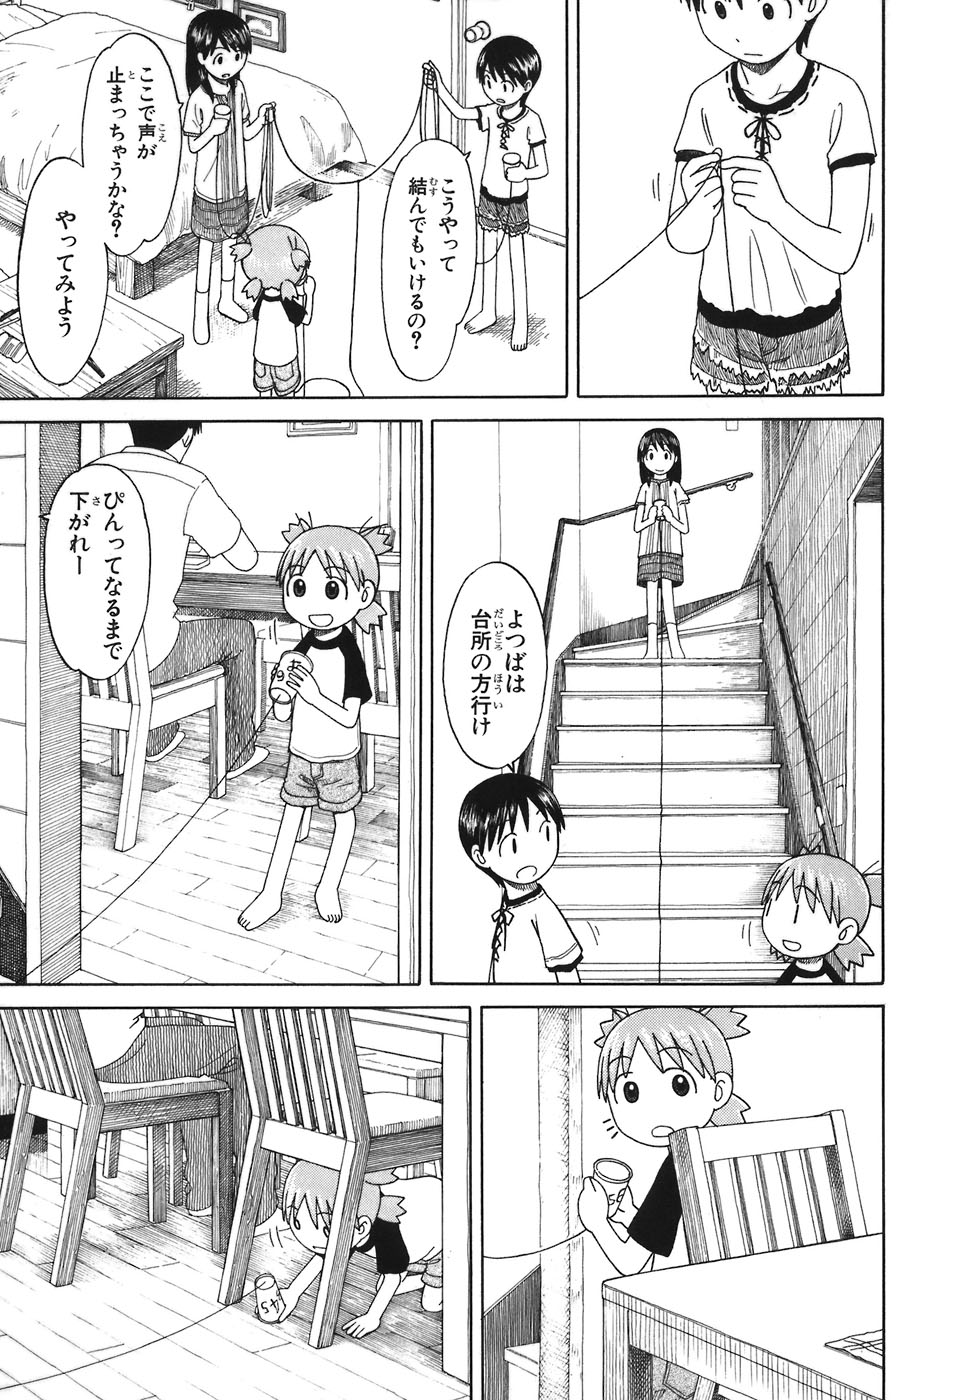 こうやって
結んでもいけるの?
ここで声が
止まっちゃうかな?
やってみよう
よつばは
台所の方行け
ぴんってなるまで
下がれー